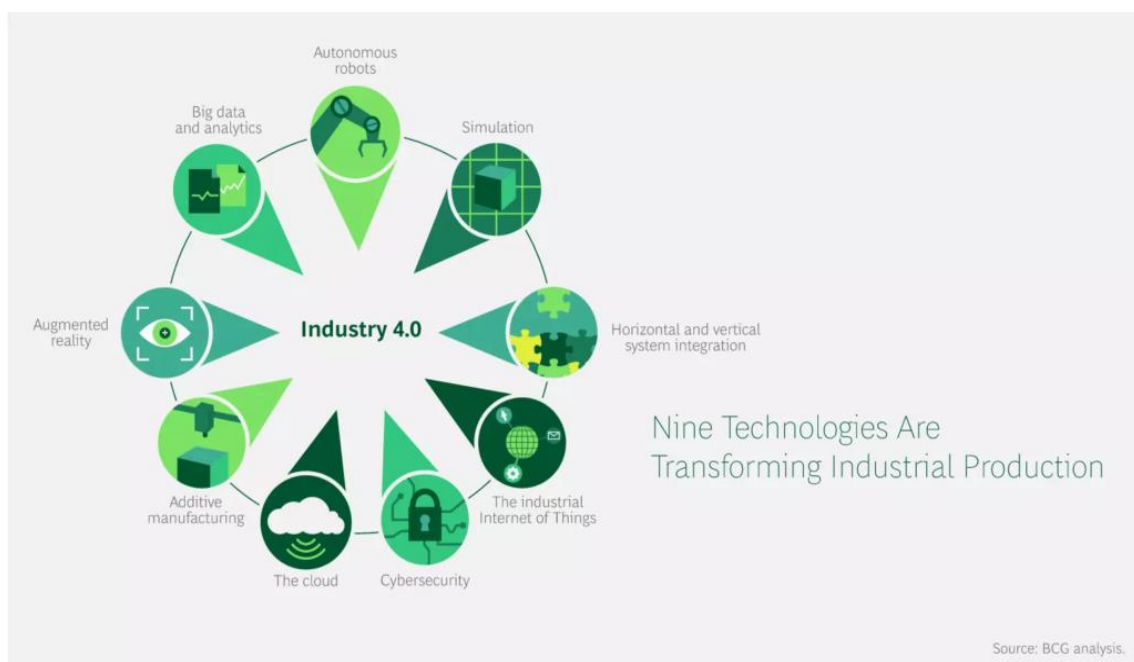 Autonomous
robots
Big data
and analytics
Simulation
Augmented
reality
Industry 4.0
Horizontal and vertical
system integration
Nine Technologies Are
Transforming Industrial Production
Additive
manufacturing
The industrial
Internet of Things
The cloud
Cybersecurity
Source: BCG analysis.